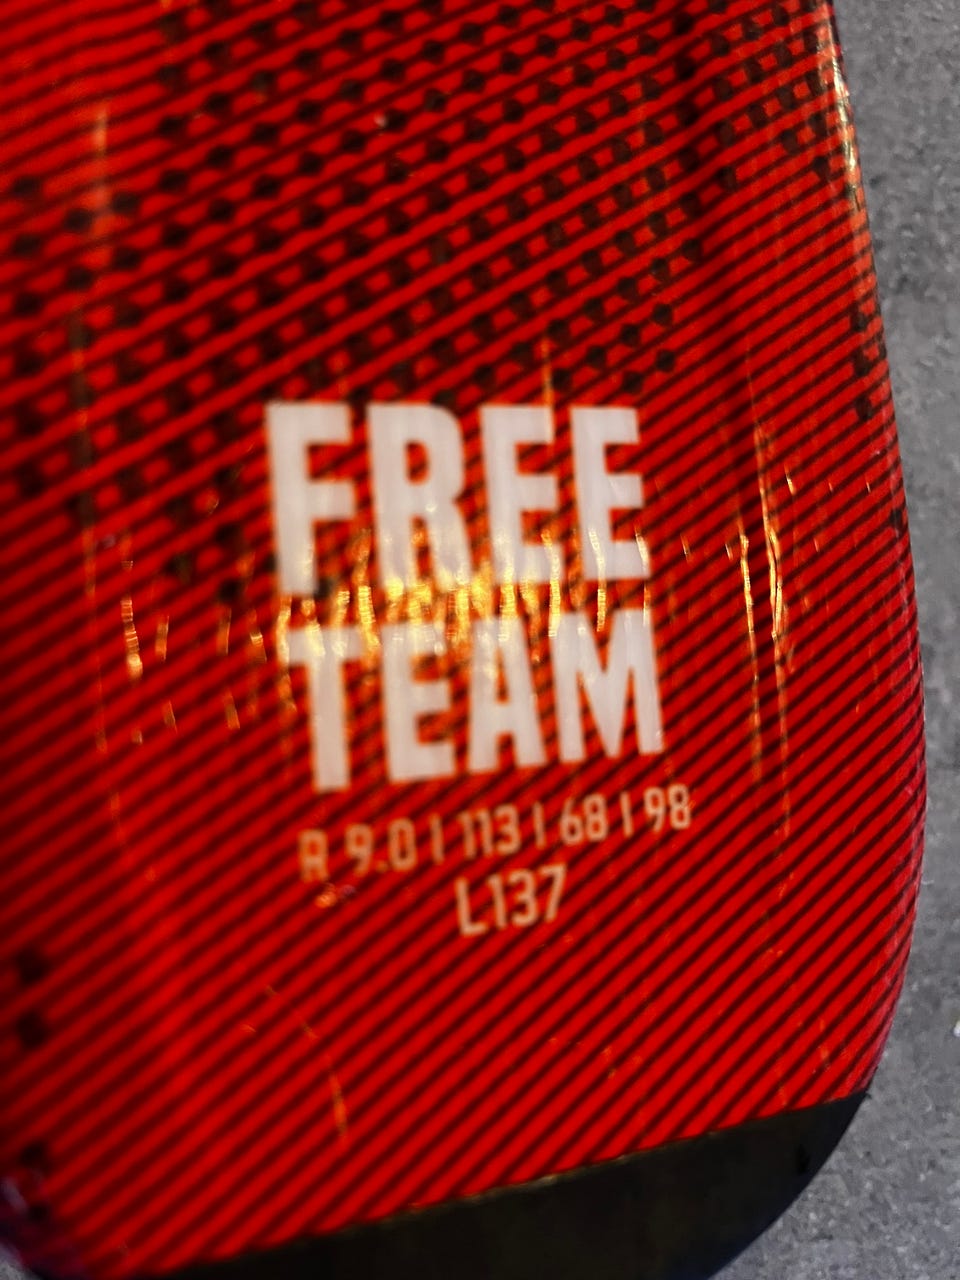 FREE
TEAM
R 9.0 | 113 | 68 | 98
L137